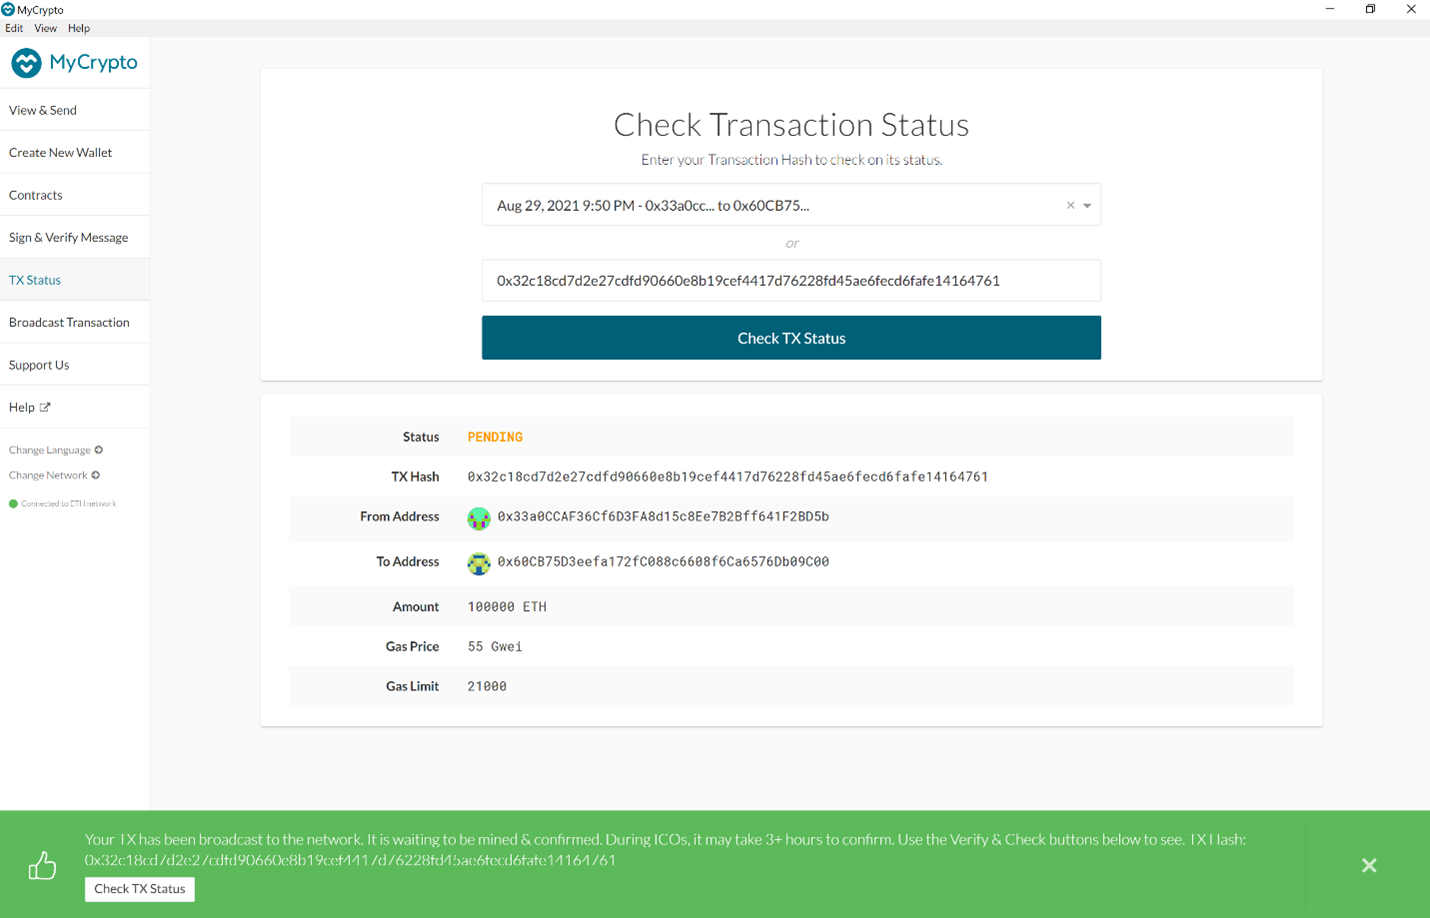 MyCrypto
Edit View Help
MyCrypto
View & Send
Create New Wallet
Contracts
Sign & Verify Message
TX Status
Broadcast Transaction
Support Us
Help
Change Language
Change Network
Connected to ETH network
Check Transaction Status
Enter your Transaction Hash to check on its status.
Aug 29, 2021 9:50 PM - 0x33a0cc... to 0x60CB75...
or
0x32c18cd7d2e27cdfd90660e8b19cef4417d76228fd45ae6fecd6fafe14164761
Check TX Status
Status PENDING
TX Hash 0x32c18cd7d2e27cdfd90660e8b19cef4417d76228fd45ae6fecd6fafe14164761
From Address 0x33a0CCAF36Cf6D3FA8d15c8Ee7B2Bff641F2BD5b
To Address 0x60CB75D3eefa172fC088c6608f6Ca6576Db09C00
Amount 100000 ETH
Gas Price 55 Gwei
Gas Limit 21000
Your TX has been broadcast to the network. It is waiting to be mined & confirmed. During ICOs, it may take 3+ hours to confirm. Use the Verify & Check buttons below to see. TX Hash:
0x32c18cd7d2e27cdfd90660e8b19cef4417d76228fd45ae6fecd6fafe14164761
Check TX Status